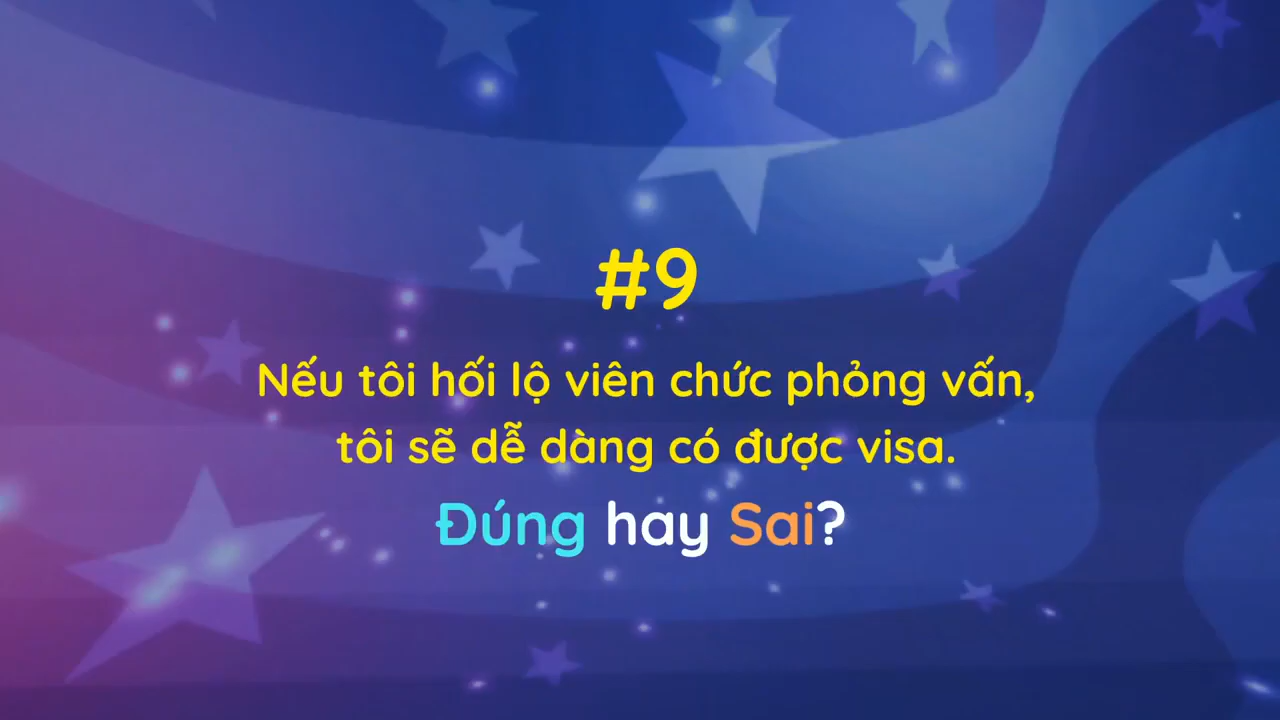 #9
Nếu tôi hối lộ viên chức phỏng vấn,
tôi sẽ dễ dàng có được visa.
Đúng hay Sai?